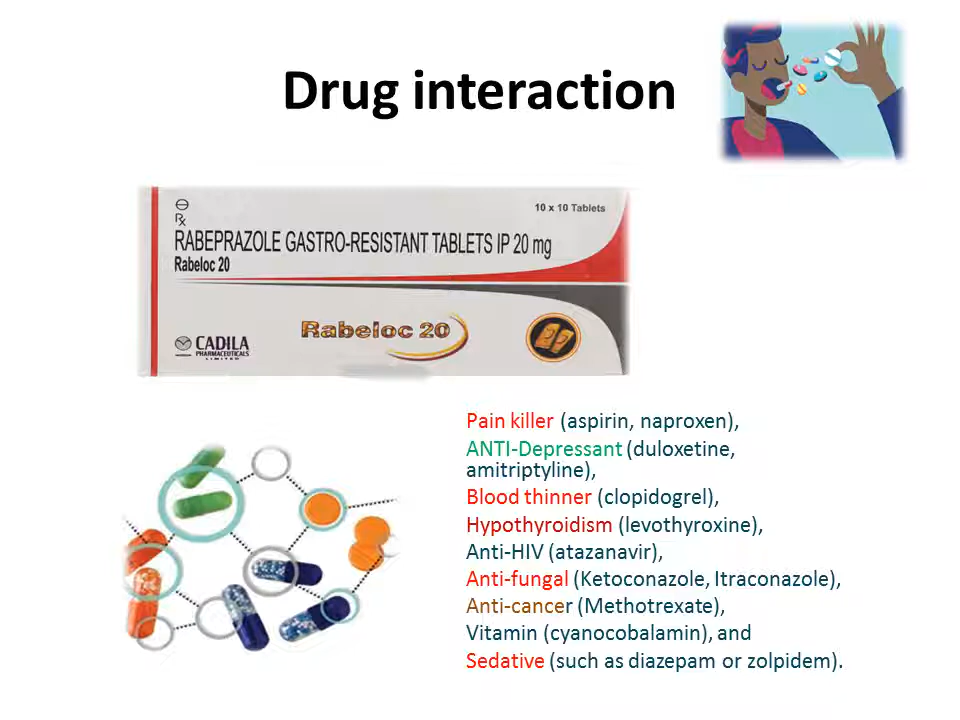 Drug interaction
10 x 10 Tablets
Rx
RABEPRAZOLE GASTRO-RESISTANT TABLETS IP 20 mg
Rabeloc 20
Rabeloc 20
CADILA
PHARMACEUTICALS
LIMITED
Pain killer (aspirin, naproxen),
ANTI-Depressant (duloxetine,
amitriptyline),
Blood thinner (clopidogrel),
Hypothyroidism (levothyroxine),
Anti-HIV (atazanavir),
Anti-fungal (Ketoconazole, Itraconazole),
Anti-cancer (Methotrexate),
Vitamin (cyanocobalamin), and
Sedative (such as diazepam or zolpidem).